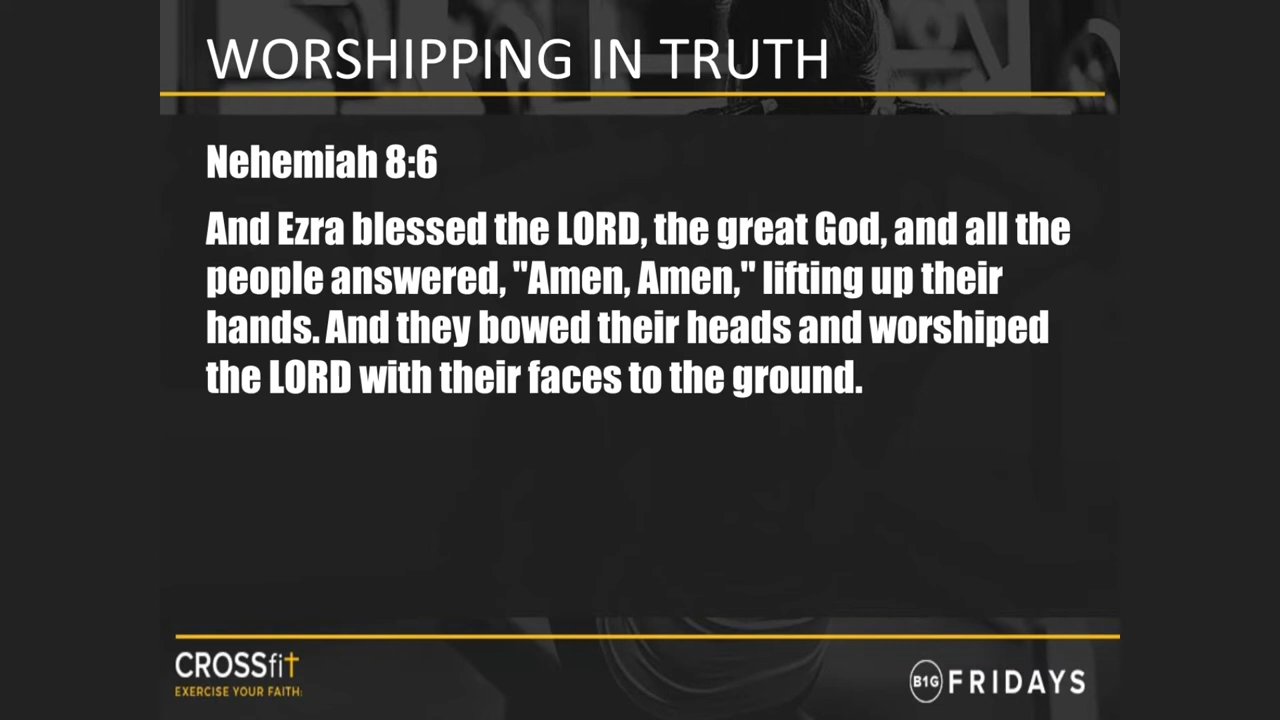 WORSHIPPING IN TRUTH
Nehemiah 8:6
And Ezra blessed the LORD, the great God, and all the
people answered, "Amen, Amen," lifting up their
hands. And they bowed their heads and worshiped
the LORD with their faces to the ground.
CROSSfit
EXERCISE YOUR FAITH:
B1G FRIDAYS